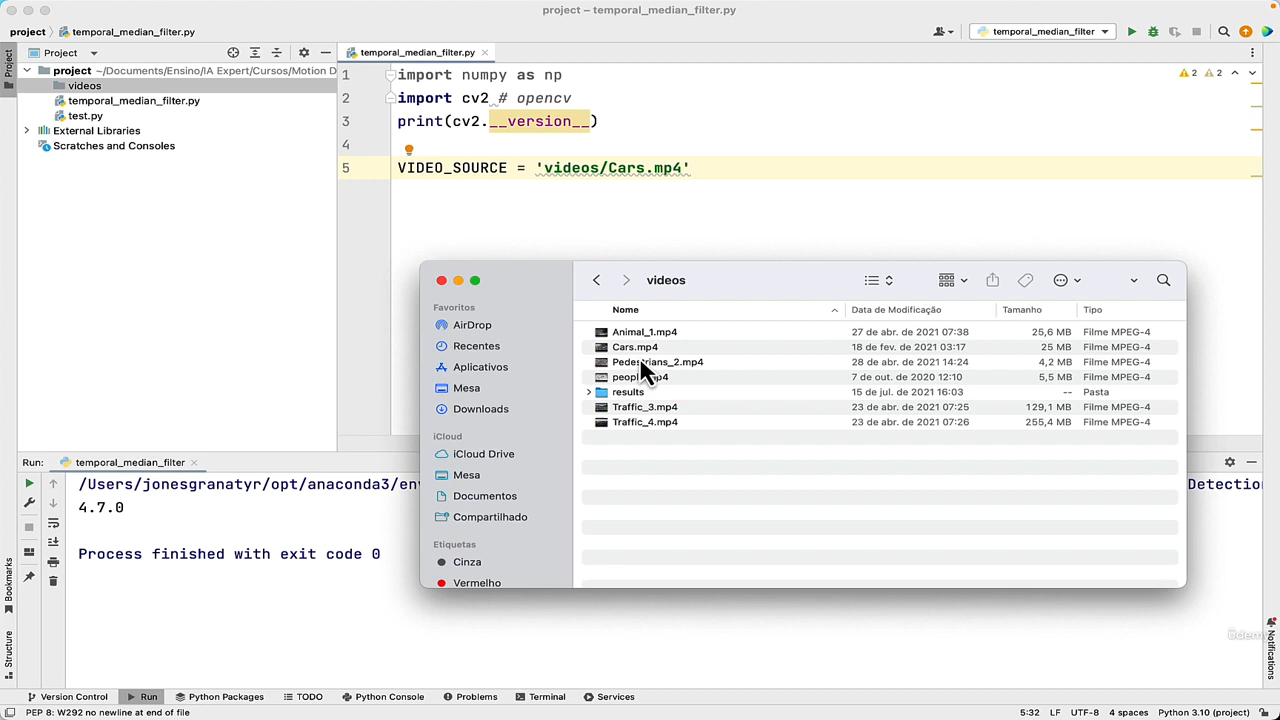 project – temporal_median_filter.py
project
temporal_median_filter.py
temporal_median_filter
Project
temporal_median_filter.py
Project
project ~/Documents/Ensino/IA Expert/Cursos/Motion D
videos
temporal_median_filter.py
test.py
External Libraries
Scratches and Consoles
1 import numpy as np
2 import cv2 # opencv
3 print(cv2.__version__)
4
5 VIDEO_SOURCE = 'videos/Cars.mp4'
2 2
videos
Favoritos
AirDrop
Recentes
Aplicativos
Mesa
Downloads
iCloud
iCloud Drive
Mesa
Documentos
Compartilhado
Etiquetas
Cinza
Vermelho
Nome Data de Modificação Tamanho Tipo
Animal_1.mp4 27 de abr. de 2021 07:38 25,6 MB Filme MPEG-4
Cars.mp4 18 de fev. de 2021 03:17 25 MB Filme MPEG-4
Pedestrians_2.mp4 28 de abr. de 2021 14:24 4,2 MB Filme MPEG-4
people.mp4 7 de out. de 2020 12:10 5,5 MB Filme MPEG-4
results 15 de jul. de 2021 16:03 -- Pasta
Traffic_3.mp4 23 de abr. de 2021 07:25 129,1 MB Filme MPEG-4
Traffic_4.mp4 23 de abr. de 2021 07:26 255,4 MB Filme MPEG-4
Run: temporal_median_filter
/Users/jonesgranatyr/opt/anaconda3/en Detection
4.7.0
Process finished with exit code 0
Bookmarks
Structure
Notifications
Udemy
Version Control Run Python Packages TODO Python Console Problems Terminal Services
PEP 8: W292 no newline at end of file
5:32 LF UTF-8 4 spaces Python 3.10 (project)